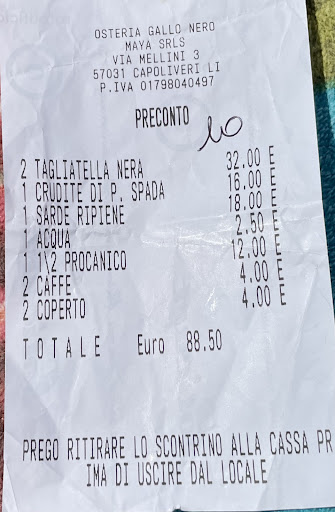 OSTERIA GALLO NERO
MAYA SRLS
VIA MELLINI 3
57031 CAPOLIVERI LI
P.IVA 01798040497
PRECONTO
10
2 TAGLIATELLA NERA 32.00 E
1 CRUDITE DI P. SPADA 16.00 E
1 SARDE RIPIENE 18.00 E
1 ACQUA 2.50 E
1 1\2 PROCANICO 12.00 E
2 CAFFE 4.00 E
2 COPERTO 4.00 E
TOTALE Euro 88.50
PREGO RITIRARE LO SCONTRINO ALLA CASSA PR
IMA DI USCIRE DAL LOCALE